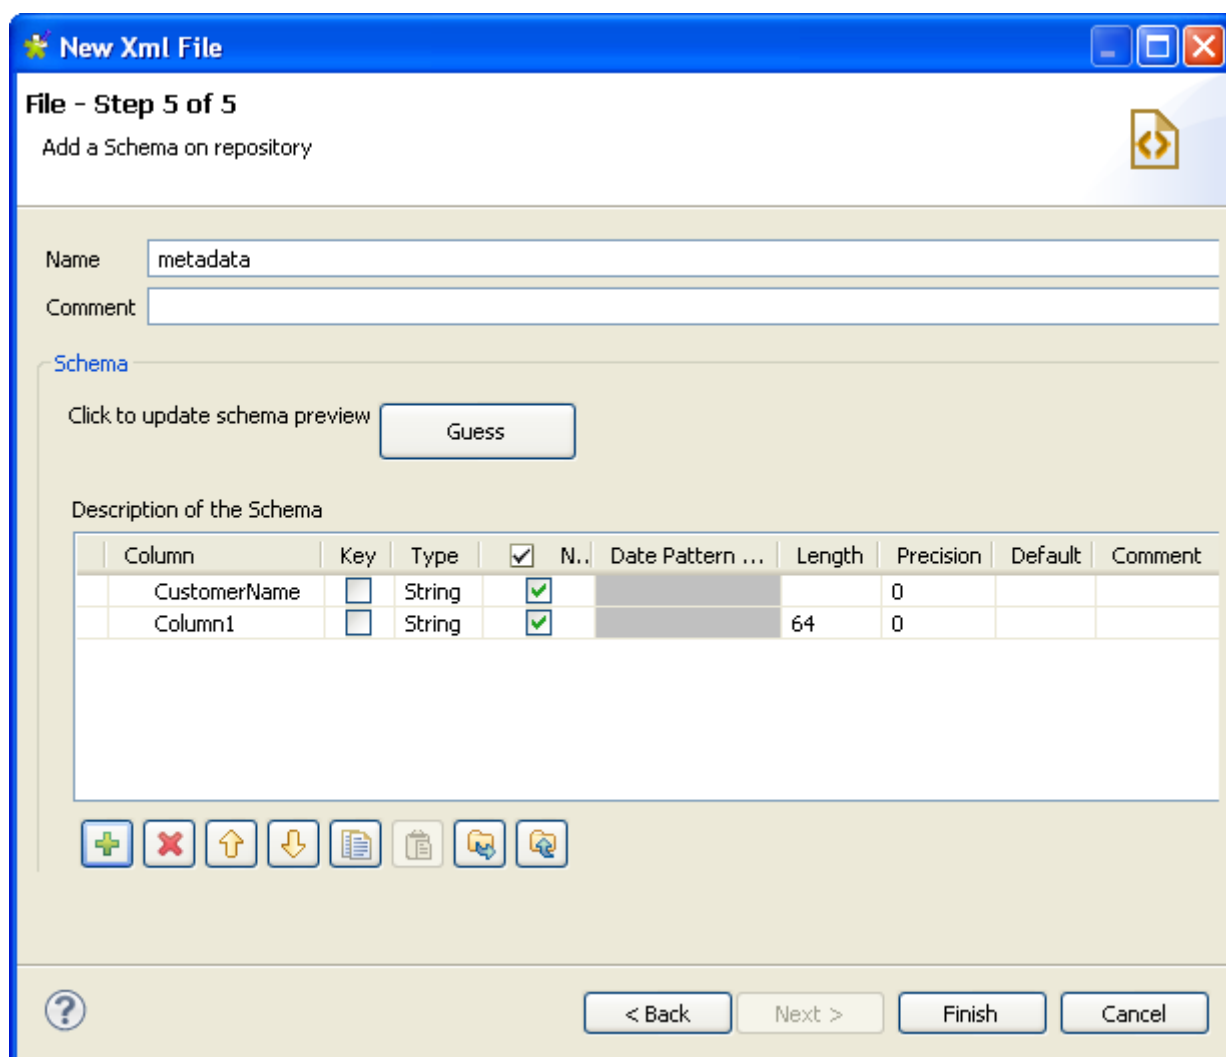 New Xml File
File - Step 5 of 5
Add a Schema on repository
Name metadata
Comment
Schema
Click to update schema preview Guess
Description of the Schema
Column Key Type N.. Date Pattern ... Length Precision Default Comment
CustomerName String 0
Column1 String 64 0
? < Back Next > Finish Cancel